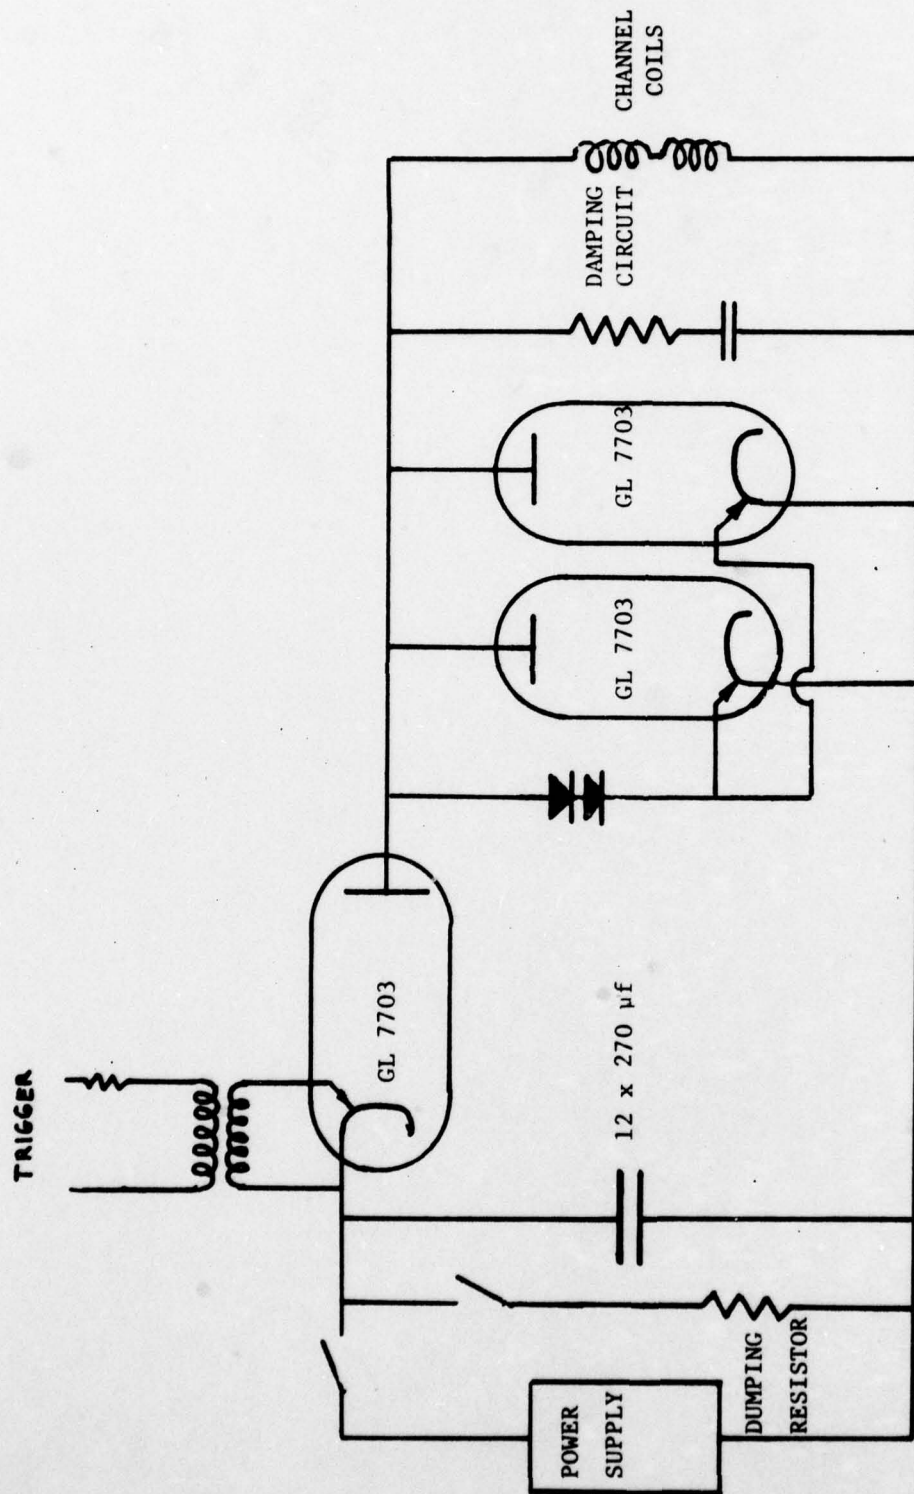 TRIGGER
GL 7703
12 x 270 µf
POWER
SUPPLY
DUMPING
RESISTOR
GL 7703
GL 7703
DAMPING
CIRCUIT
CHANNEL
COILS